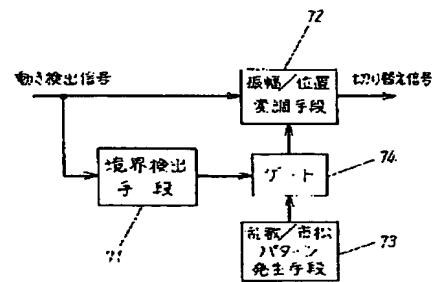 72
動き検出信号
振幅/位置
変調手段
切り替え信号
境界検出
手段
ゲート
74
71
乱数/市松
パターン
発生手段
73